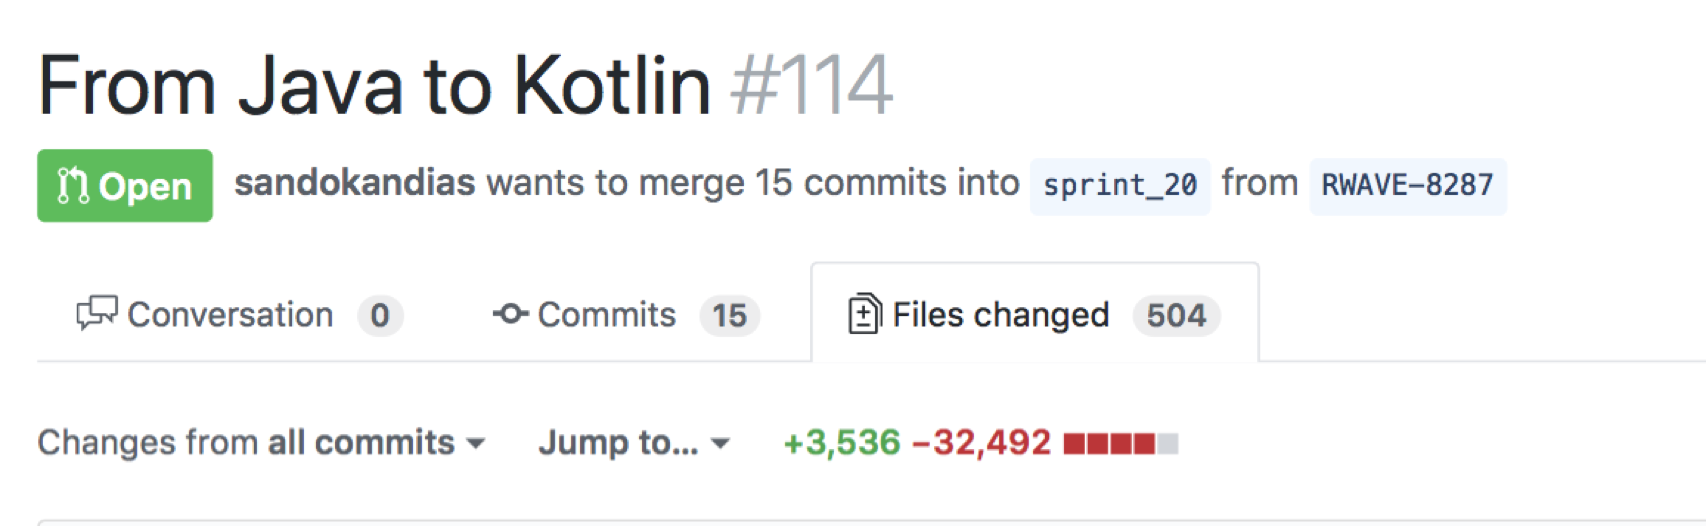 From Java to Kotlin #114
Open sandokandias wants to merge 15 commits into sprint_20 from RWAVE-8287
Conversation 0 Commits 15 Files changed 504
Changes from all commits Jump to... +3,536 −32,492